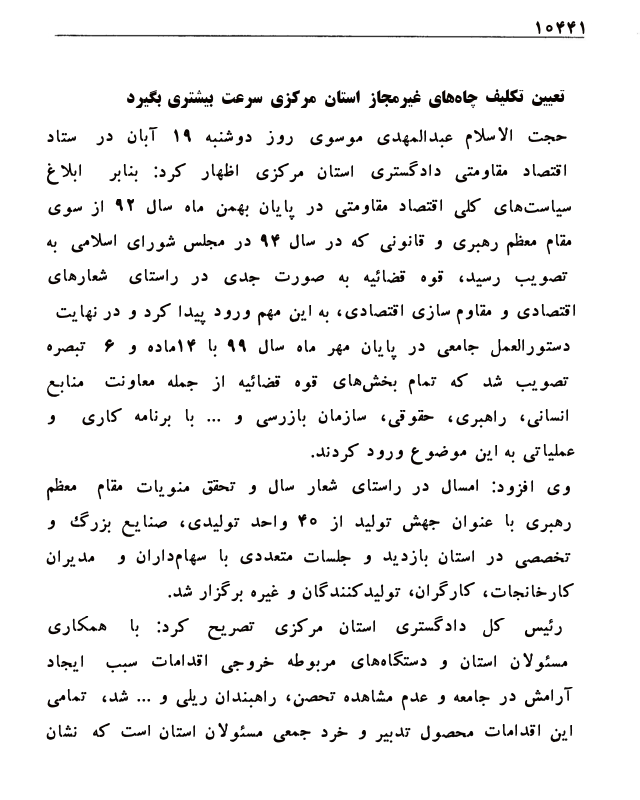 ۱۰۴۴۱
تعیین تکلیف چاه‌های غیرمجاز استان مرکزی سرعت بیشتری بگیرد
حجت الاسلام عبدالمهدی موسوی روز دوشنبه ۱۹ آبان در ستاد
اقتصاد مقاومتی دادگستری استان مرکزی اظهار کرد: بنابر ابلاغ
سیاست‌های کلی اقتصاد مقاومتی در پایان بهمن ماه سال ۹۲ از سوی
مقام معظم رهبری و قانونی که در سال ۹۴ در مجلس شورای اسلامی به
تصویب رسید، قوه قضائیه به صورت جدی در راستای شعارهای
اقتصادی و مقاوم سازی اقتصادی، به این مهم ورود پیدا کرد و در نهایت
دستورالعمل جامعی در پایان مهر ماه سال ۹۹ با ۱۴ماده و ۶ تبصره
تصویب شد که تمام بخش‌های قوه قضائیه از جمله معاونت منابع
انسانی، راهبری، حقوقی، سازمان بازرسی و ... با برنامه کاری و
عملیاتی به این موضوع ورود کردند.
وی افزود: امسال در راستای شعار سال و تحقق منویات مقام معظم
رهبری با عنوان جهش تولید از ۴۰ واحد تولیدی، صنایع بزرگ و
تخصصی در استان بازدید و جلسات متعددی با سهام‌داران و مدیران
کارخانجات، کارگران، تولیدکنندگان و غیره برگزار شد.
رئیس کل دادگستری استان مرکزی تصریح کرد: با همکاری
مسئولان استان و دستگاه‌های مربوطه خروجی اقدامات سبب ایجاد
آرامش در جامعه و عدم مشاهده تحصن، راهبندان ریلی و ... شد، تمامی
این اقدامات محصول تدبیر و خرد جمعی مسئولان استان است که نشان